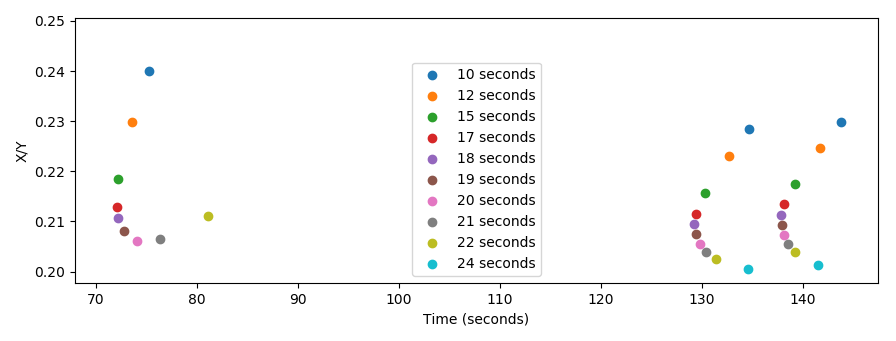 0.25
0.24
0.23
0.22
0.21
0.20
X/Y
10 seconds
12 seconds
15 seconds
17 seconds
18 seconds
19 seconds
20 seconds
21 seconds
22 seconds
24 seconds
70 80 90 100 110 120 130 140
Time (seconds)